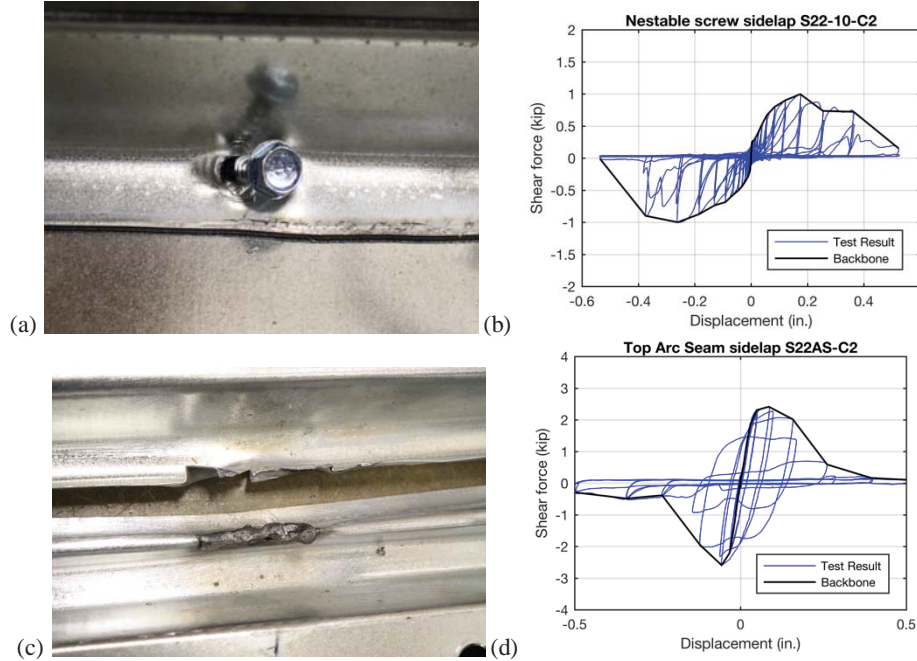 Nestable screw sidelap S22-10-C2
2
1.5
1
0.5
0
-0.5
-1
-1.5
-2
Shear force (kip)
Test Result
Backbone
-0.6 -0.4 -0.2 0 0.2 0.4
Displacement (in.)
(a) (b)
Top Arc Seam sidelap S22AS-C2
4
3
2
1
0
-1
-2
-3
-4
Shear force (kip)
Test Result
Backbone
-0.5 0 0.5
Displacement (in.)
(c) (d)